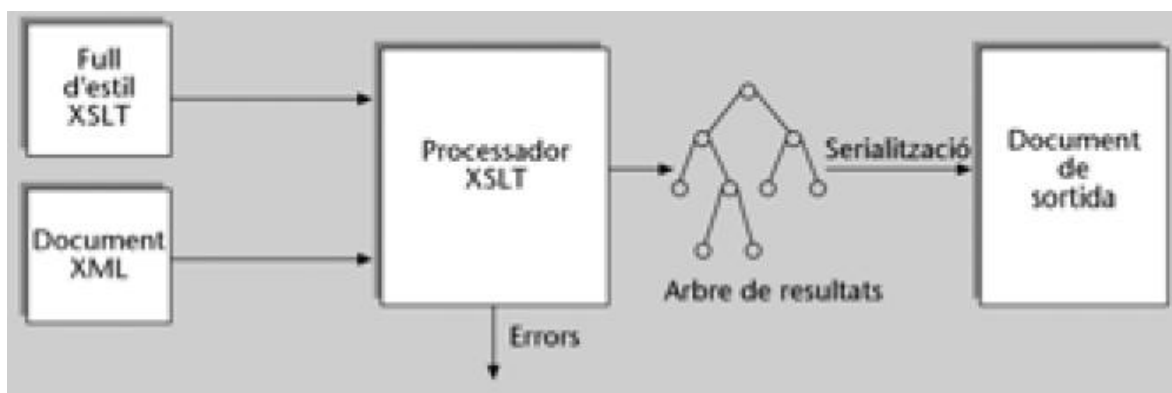 Full
d'estil
XSLT
Document
XML
Processador
XSLT
Errors
Arbre de resultats
Serialització
Document
de
sortida